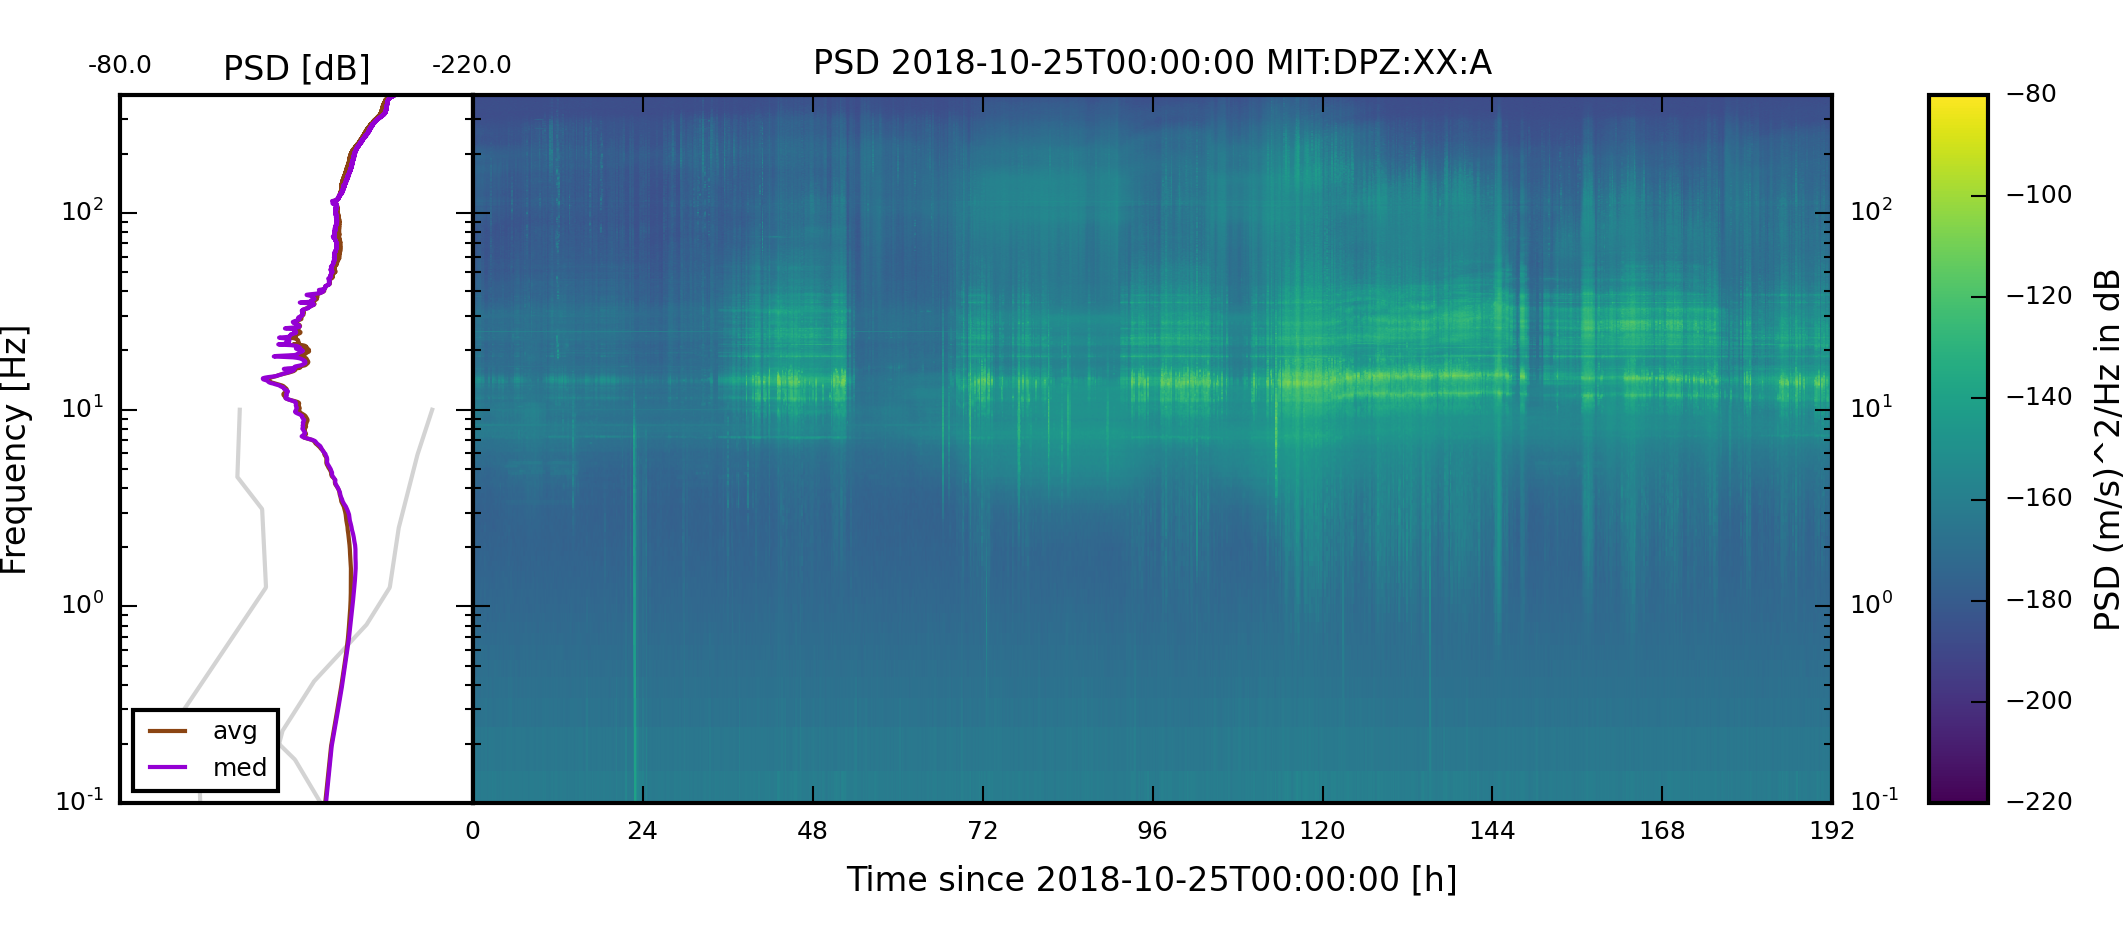 PSD 2018-10-25T00:00:00 MIT:DPZ:XX:A
-80.0 PSD [dB] -220.0
Frequency [Hz]
10²
10¹
10⁰
10⁻¹
avg
med
0 24 48 72 96 120 144 168 192
Time since 2018-10-25T00:00:00 [h]
10²
10¹
10⁰
10⁻¹
−80
−100
−120
−140
−160
−180
−200
−220
PSD (m/s)^2/Hz in dB